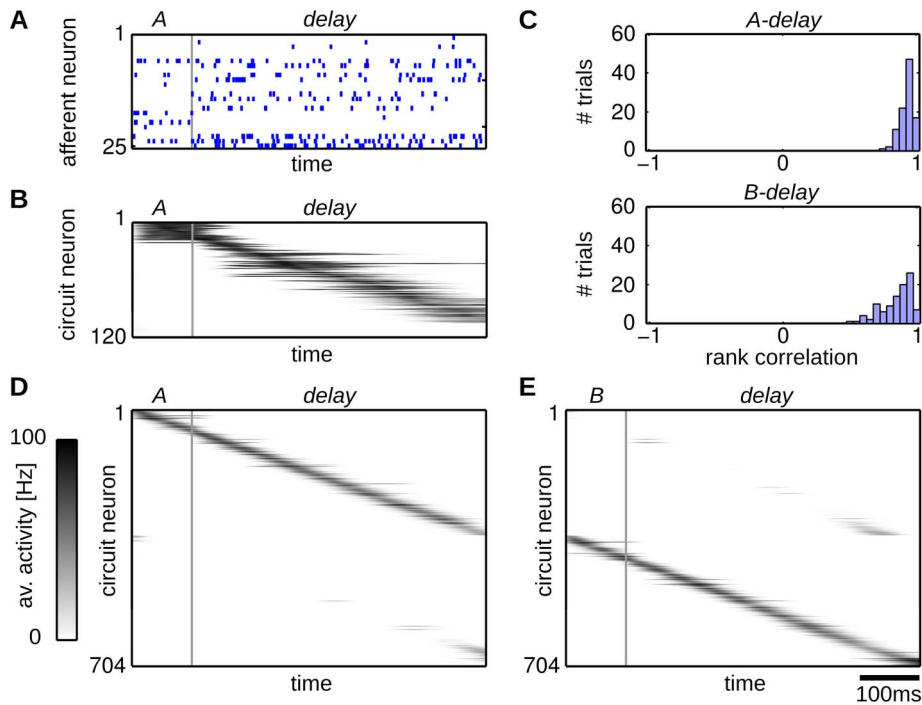 A
A delay
1
afferent neuron
25
time
B
A delay
1
circuit neuron
120
time
C
A-delay
60
40
20
0
# trials
−1 0 1
B-delay
60
40
20
0
# trials
−1 0 1
rank correlation
D
A delay
100
av. activity [Hz]
0
1
circuit neuron
704
time
E
B delay
1
circuit neuron
704
time
100ms